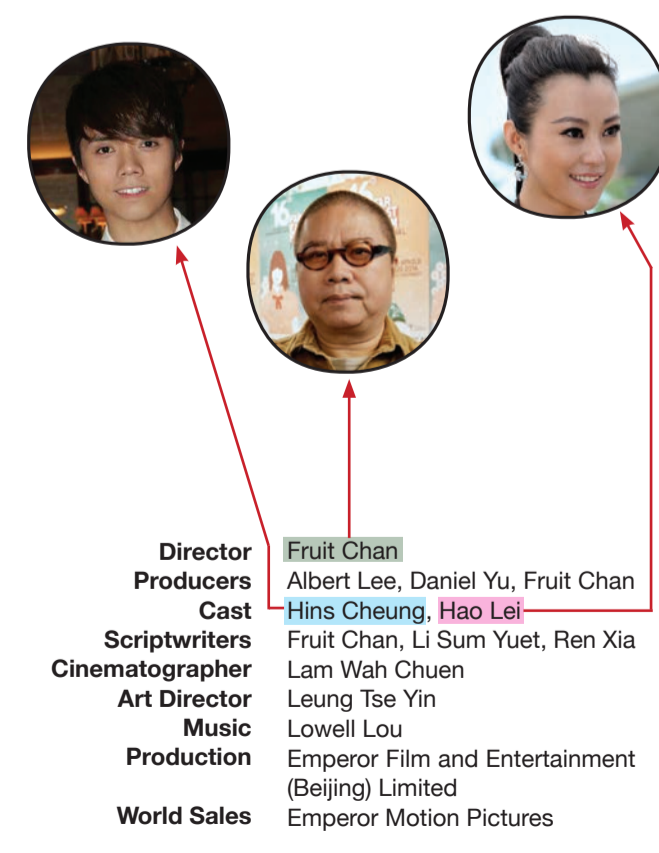 Director Fruit Chan
Producers Albert Lee, Daniel Yu, Fruit Chan
Cast Hins Cheung, Hao Lei
Scriptwriters Fruit Chan, Li Sum Yuet, Ren Xia
Cinematographer Lam Wah Chuen
Art Director Leung Tse Yin
Music Lowell Lou
Production Emperor Film and Entertainment
(Beijing) Limited
World Sales Emperor Motion Pictures